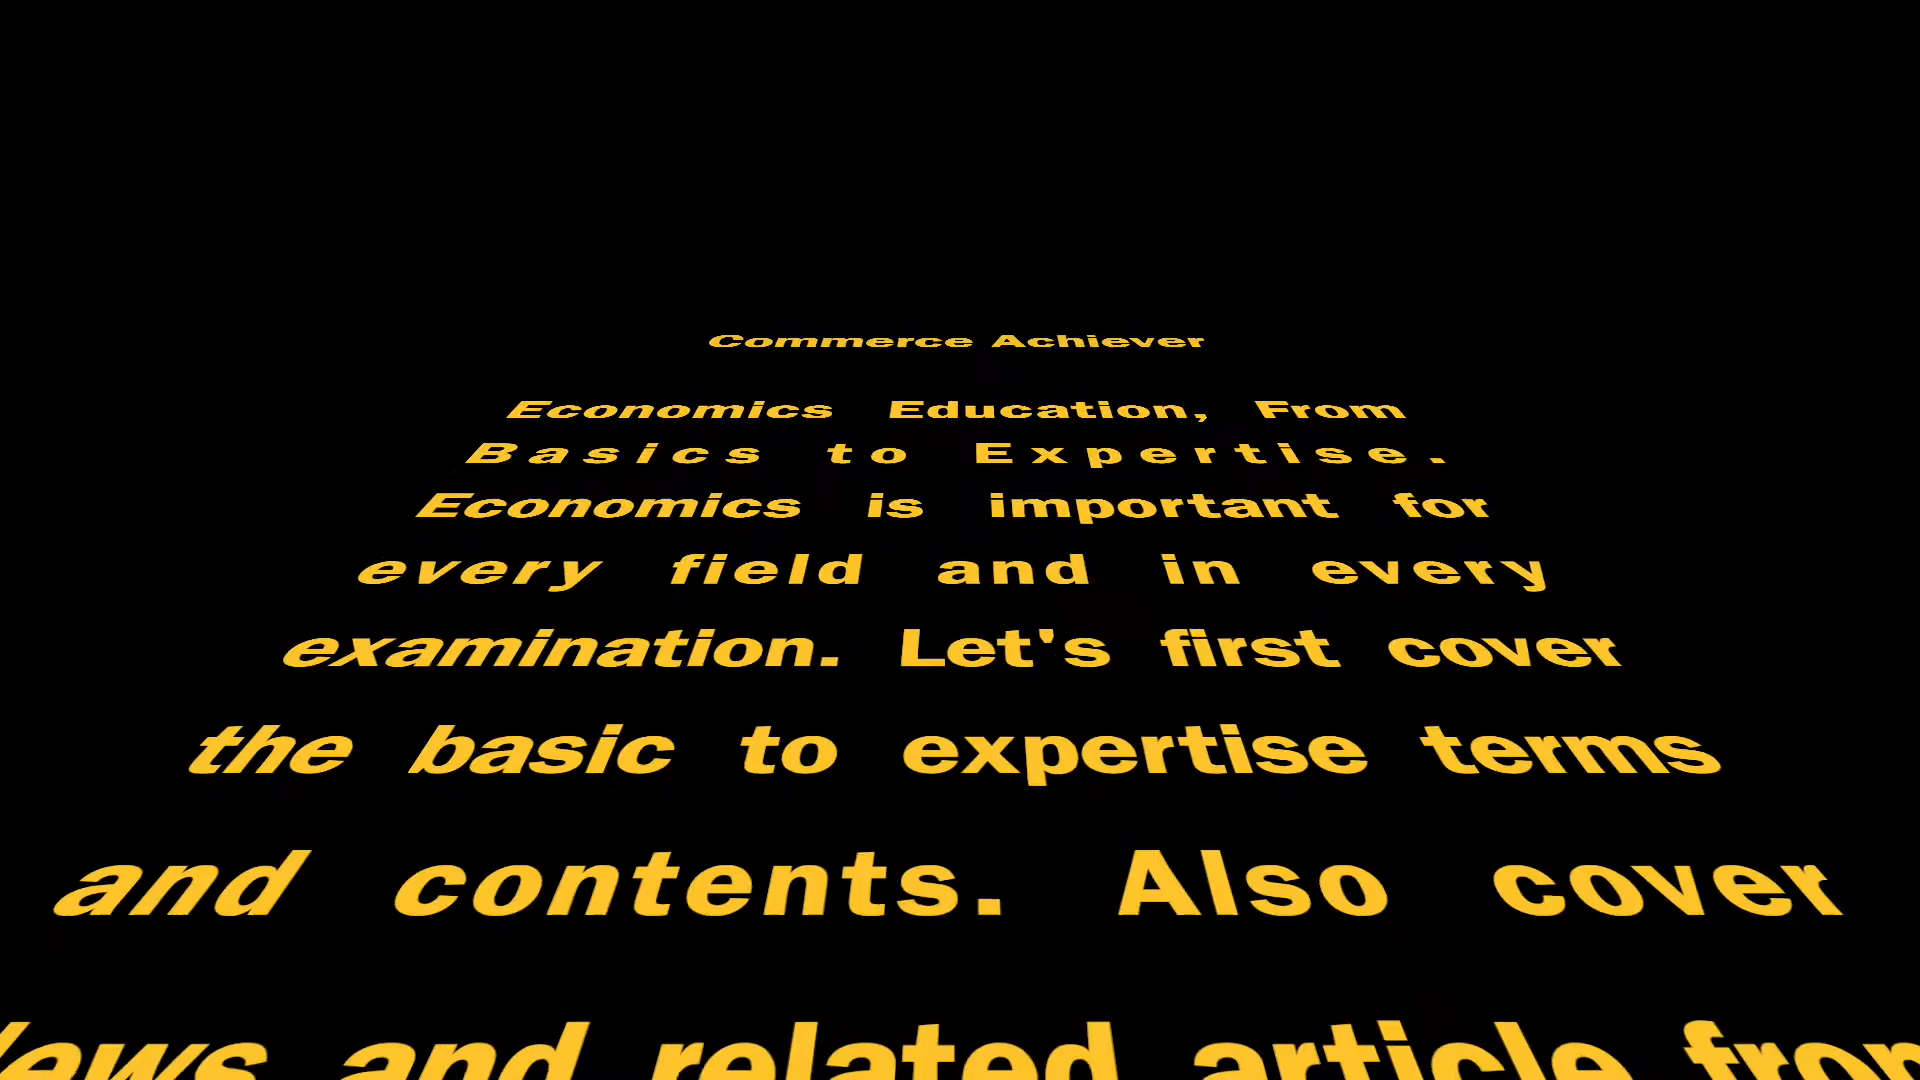 Commerce Achiever
Economics Education, From
Basics to Expertise.
Economics is important for
every field and in every
examination. Let's first cover
the basic to expertise terms
and contents. Also cover
and related article